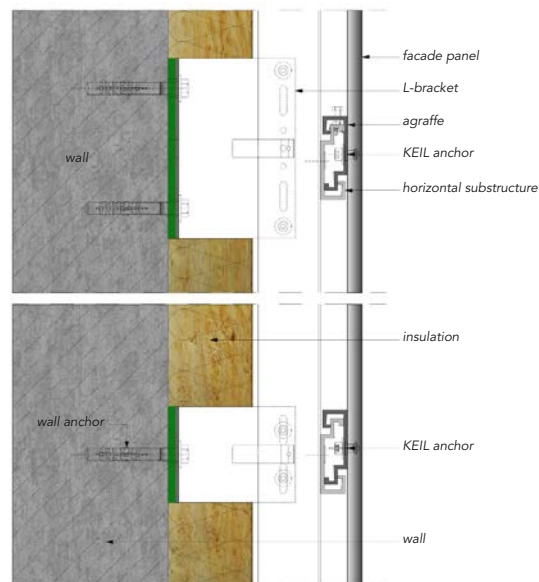 facade panel
L-bracket
agraffe
wall
KEIL anchor
horizontal substructure
insulation
wall anchor
KEIL anchor
wall